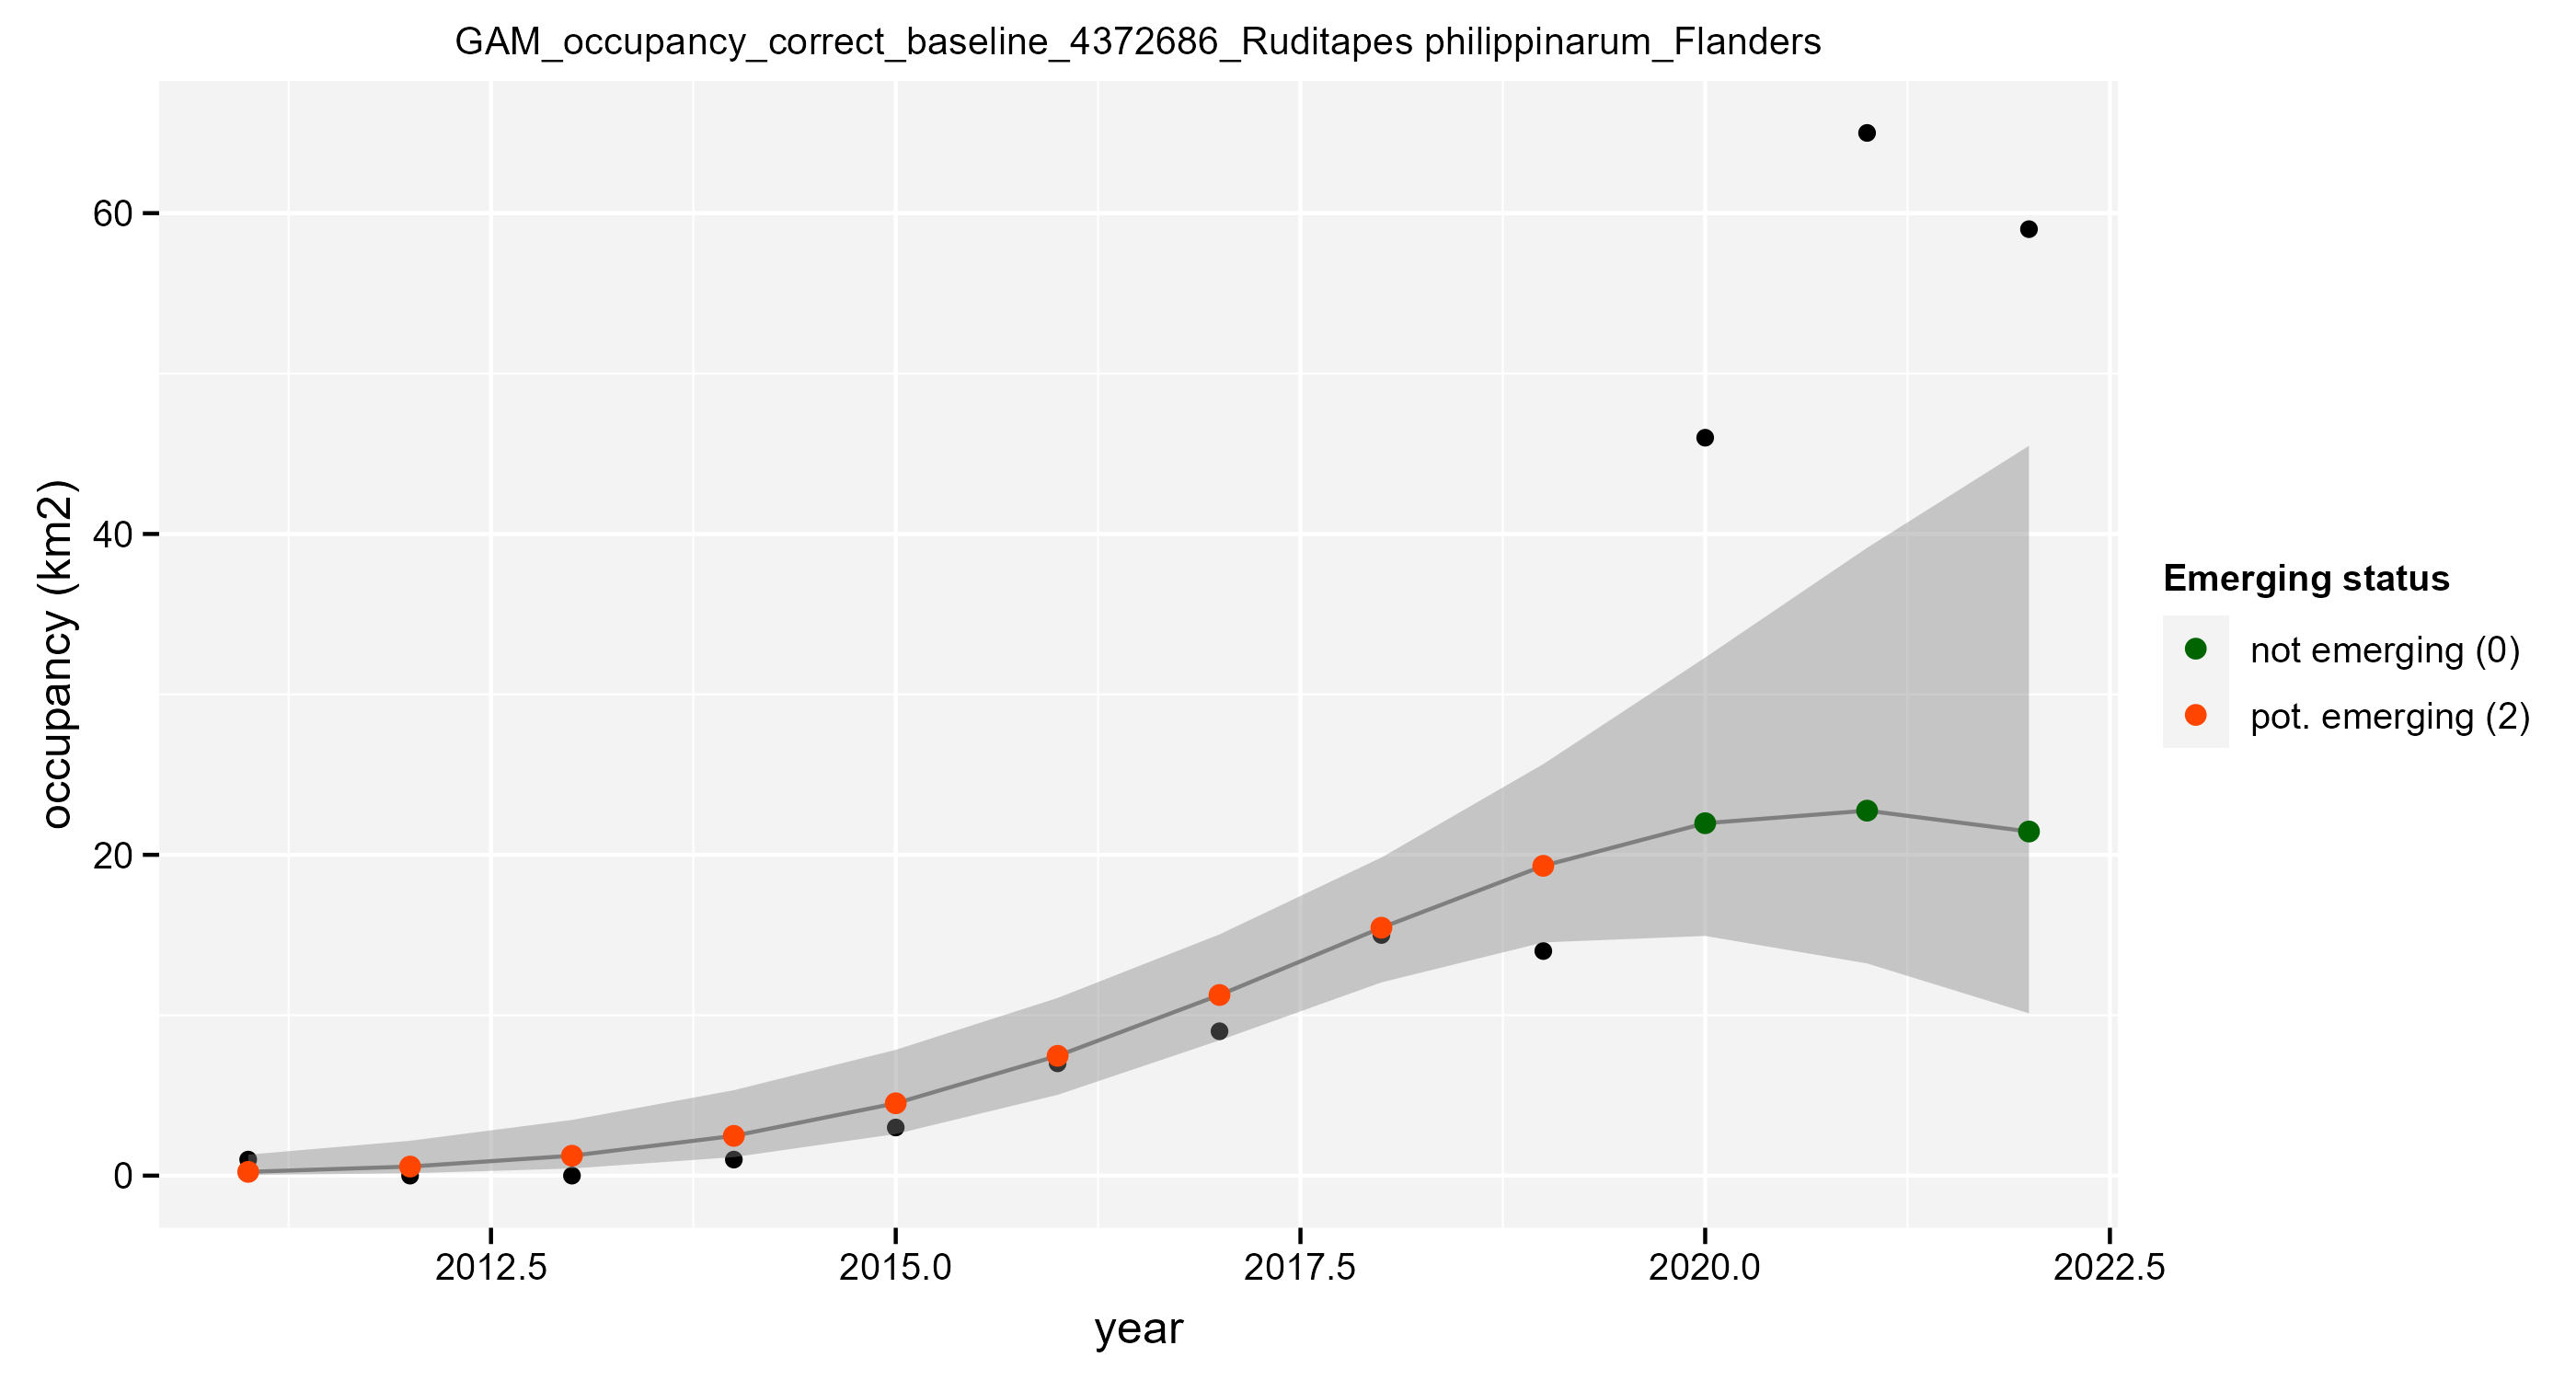 GAM_occupancy_correct_baseline_4372686_Ruditapes philippinarum_Flanders
occupancy (km2)
60
40
20
0
2012.5 2015.0 2017.5 2020.0 2022.5
year
Emerging status
not emerging (0)
pot. emerging (2)